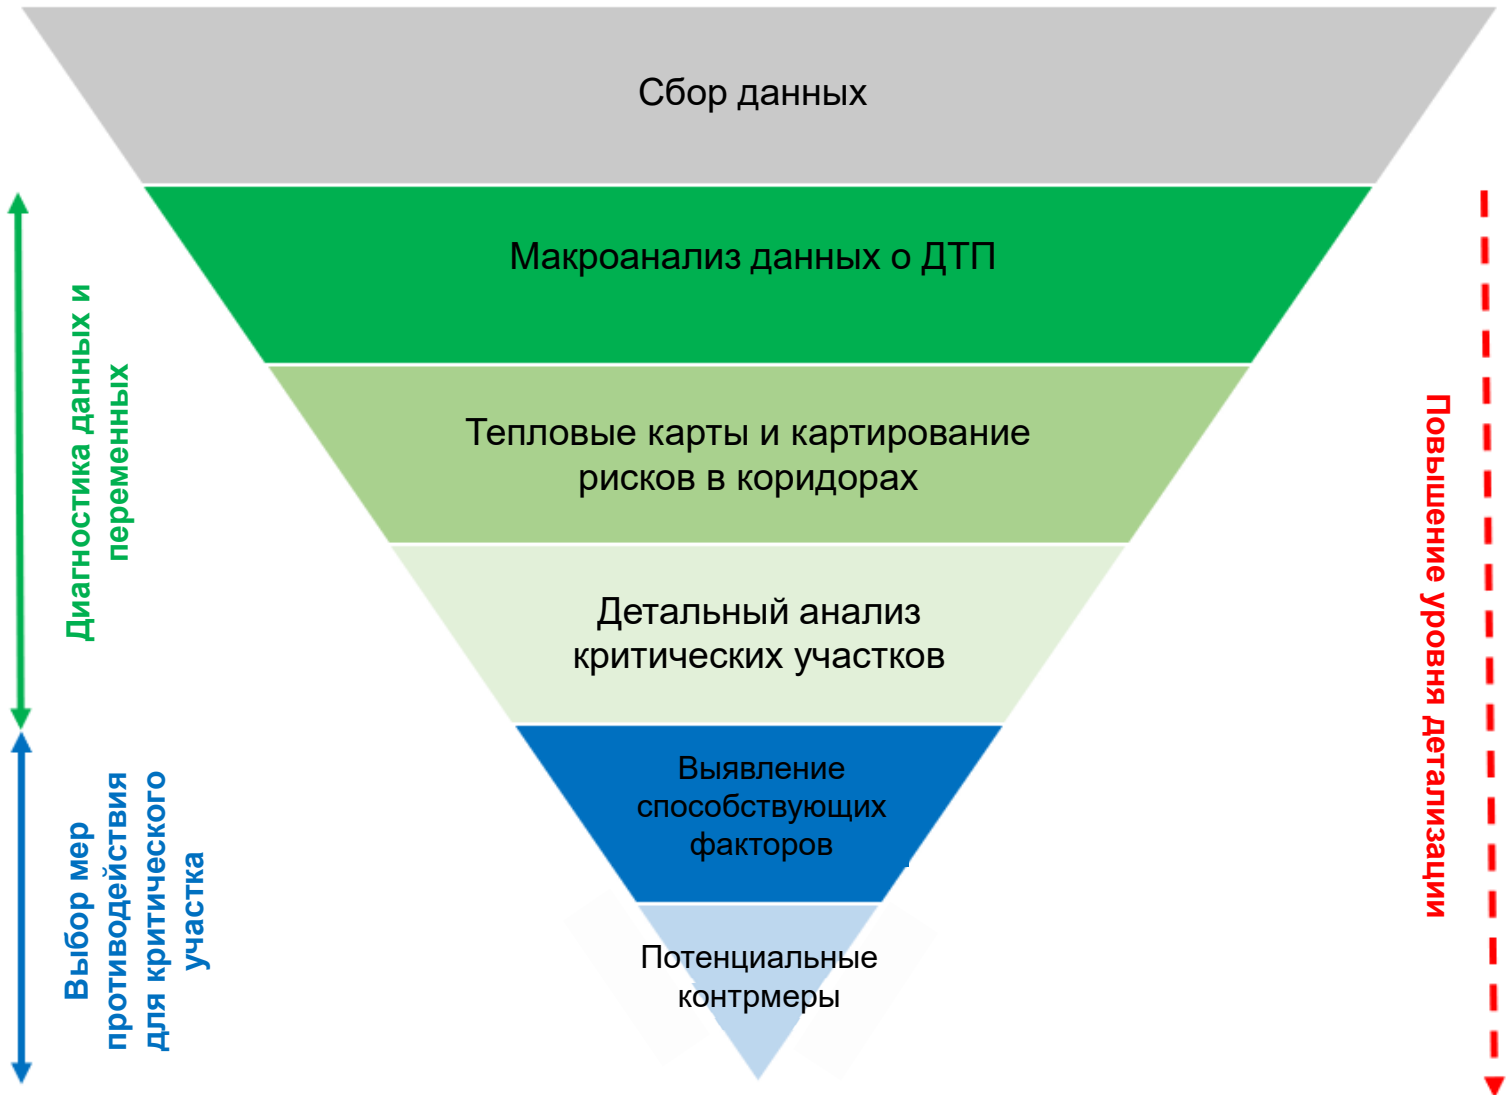 Сбор данных
Макроанализ данных о ДТП
Тепловые карты и картирование
рисков в коридорах
Детальный анализ
критических участков
Выявление
способствующих
факторов
Потенциальные
контрмеры
Диагностика данных и
переменных
Выбор мер
противодействия
для критического
участка
Повышение уровня детализации